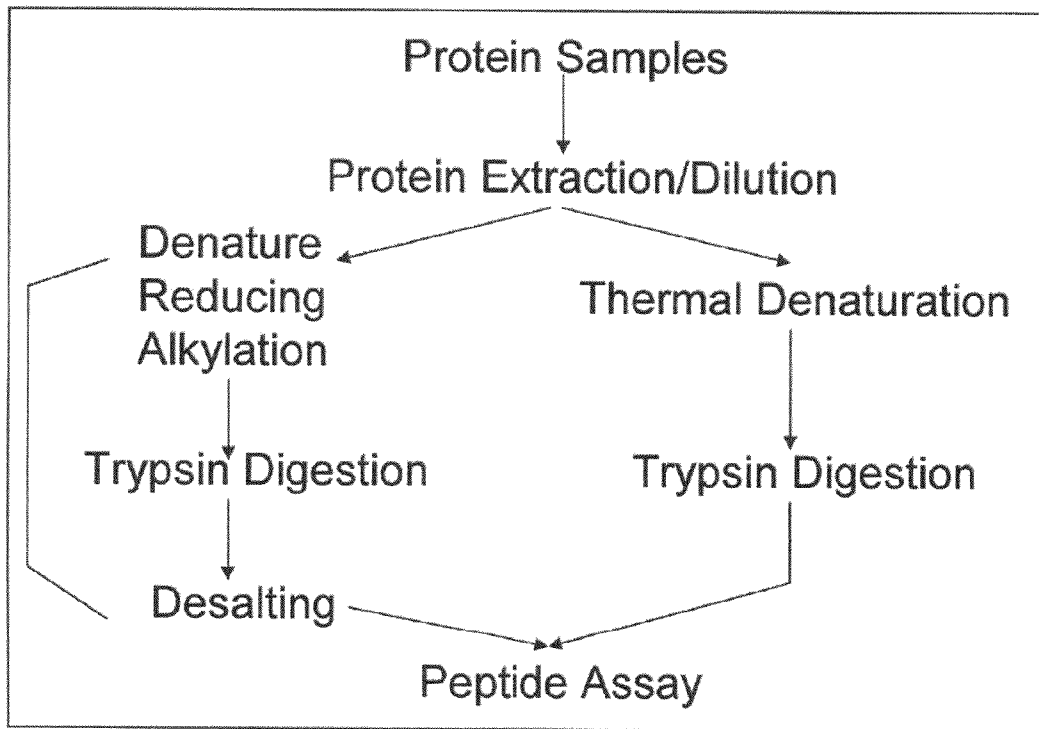 Protein Samples
Protein Extraction/Dilution
Denature
Reducing
Alkylation
Thermal Denaturation
Trypsin Digestion
Trypsin Digestion
Desalting
Peptide Assay